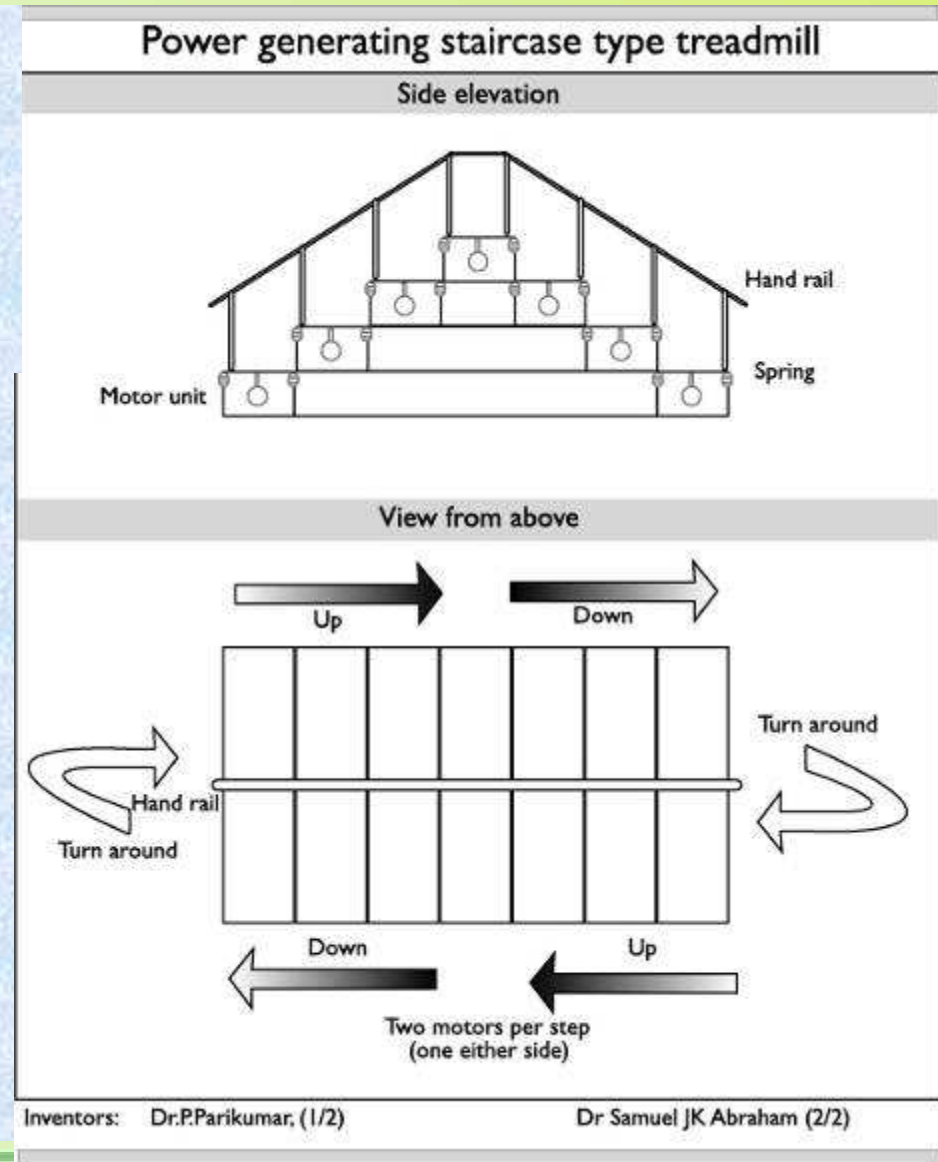 Power generating staircase type treadmill
Side elevation
Hand rail
Spring
Motor unit
View from above
Up
Down
Turn around
Hand rail
Turn around
Down
Up
Two motors per step
(one either side)
Inventors: Dr.P.Parikumar, (1/2) Dr Samuel JK Abraham (2/2)